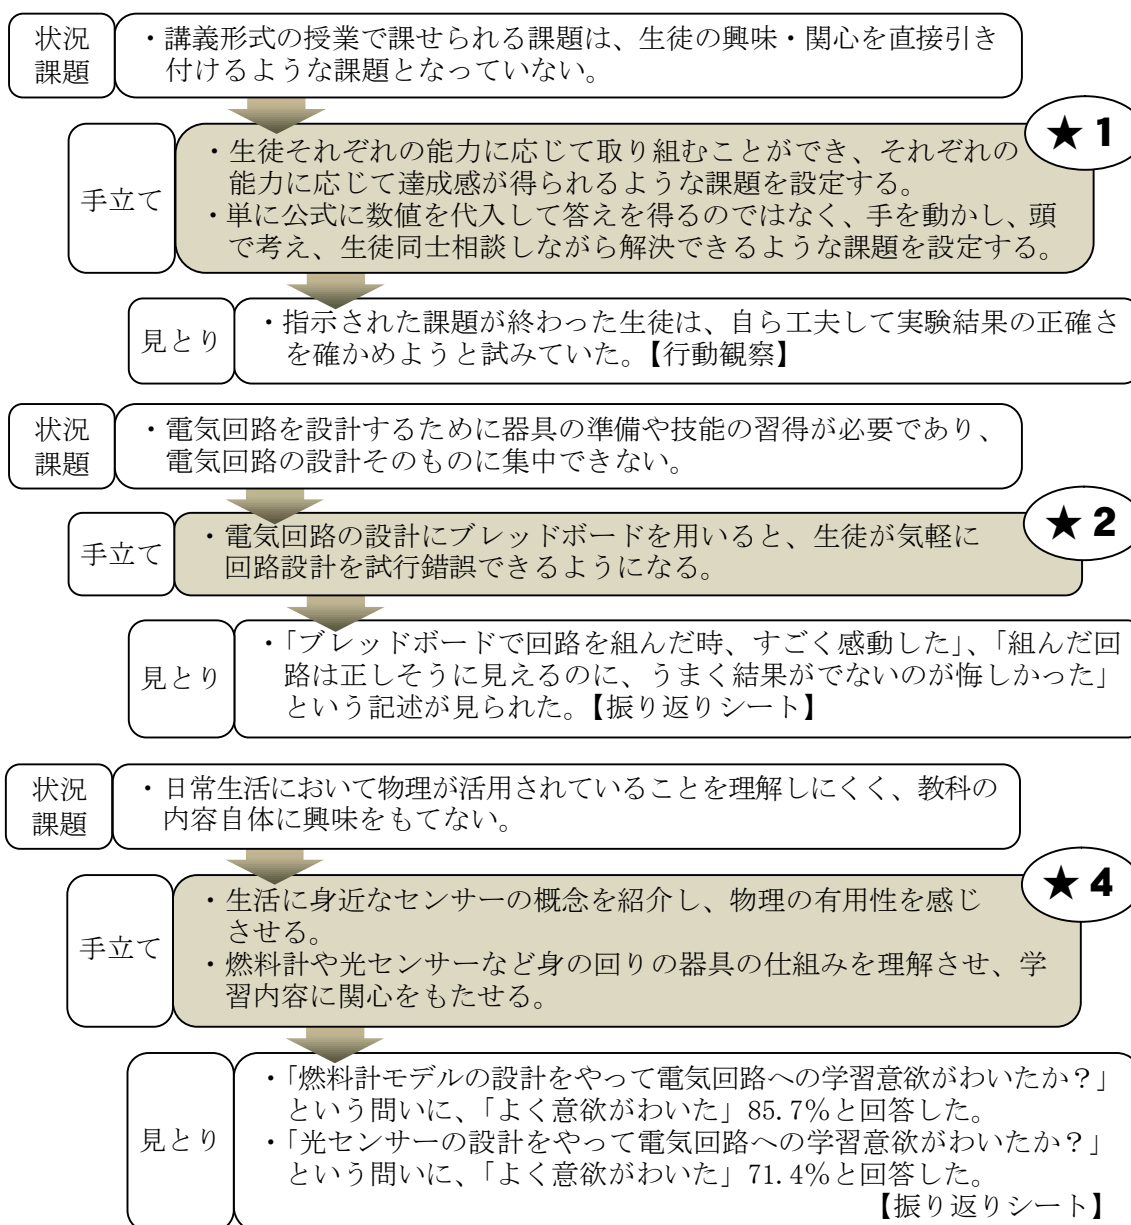 状況
課題
・講義形式の授業で課せられる課題は、生徒の興味・関心を直接引き
付けるような課題となっていない。
★1
手立て
・生徒それぞれの能力に応じて取り組むことができ、それぞれの
能力に応じて達成感が得られるような課題を設定する。
・単に公式に数値を代入して答えを得るのではなく、手を動かし、頭
で考え、生徒同士相談しながら解決できるような課題を設定する。
見とり
・指示された課題が終わった生徒は、自ら工夫して実験結果の正確さ
を確かめようと試みていた。【行動観察】
状況
課題
・電気回路を設計するために器具の準備や技能の習得が必要であり、
電気回路の設計そのものに集中できない。
★2
手立て
・電気回路の設計にブレッドボードを用いると、生徒が気軽に
回路設計を試行錯誤できるようになる。
見とり
・「ブレッドボードで回路を組んだ時、すごく感動した」、「組んだ回
路は正しそうに見えるのに、うまく結果がでないのが悔しかった」
という記述が見られた。【振り返りシート】
状況
課題
・日常生活において物理が活用されていることを理解しにくく、教科の
内容自体に興味をもてない。
★4
手立て
・生活に身近なセンサーの概念を紹介し、物理の有用性を感じ
させる。
・燃料計や光センサーなど身の回りの器具の仕組みを理解させ、学
習内容に関心をもたせる。
見とり
・「燃料計モデルの設計をやって電気回路への学習意欲がわいたか？」
という問いに、「よく意欲がわいた」85.7％と回答した。
・「光センサーの設計をやって電気回路への学習意欲がわいたか？」
という問いに、「よく意欲がわいた」71.4％と回答した。
【振り返りシート】